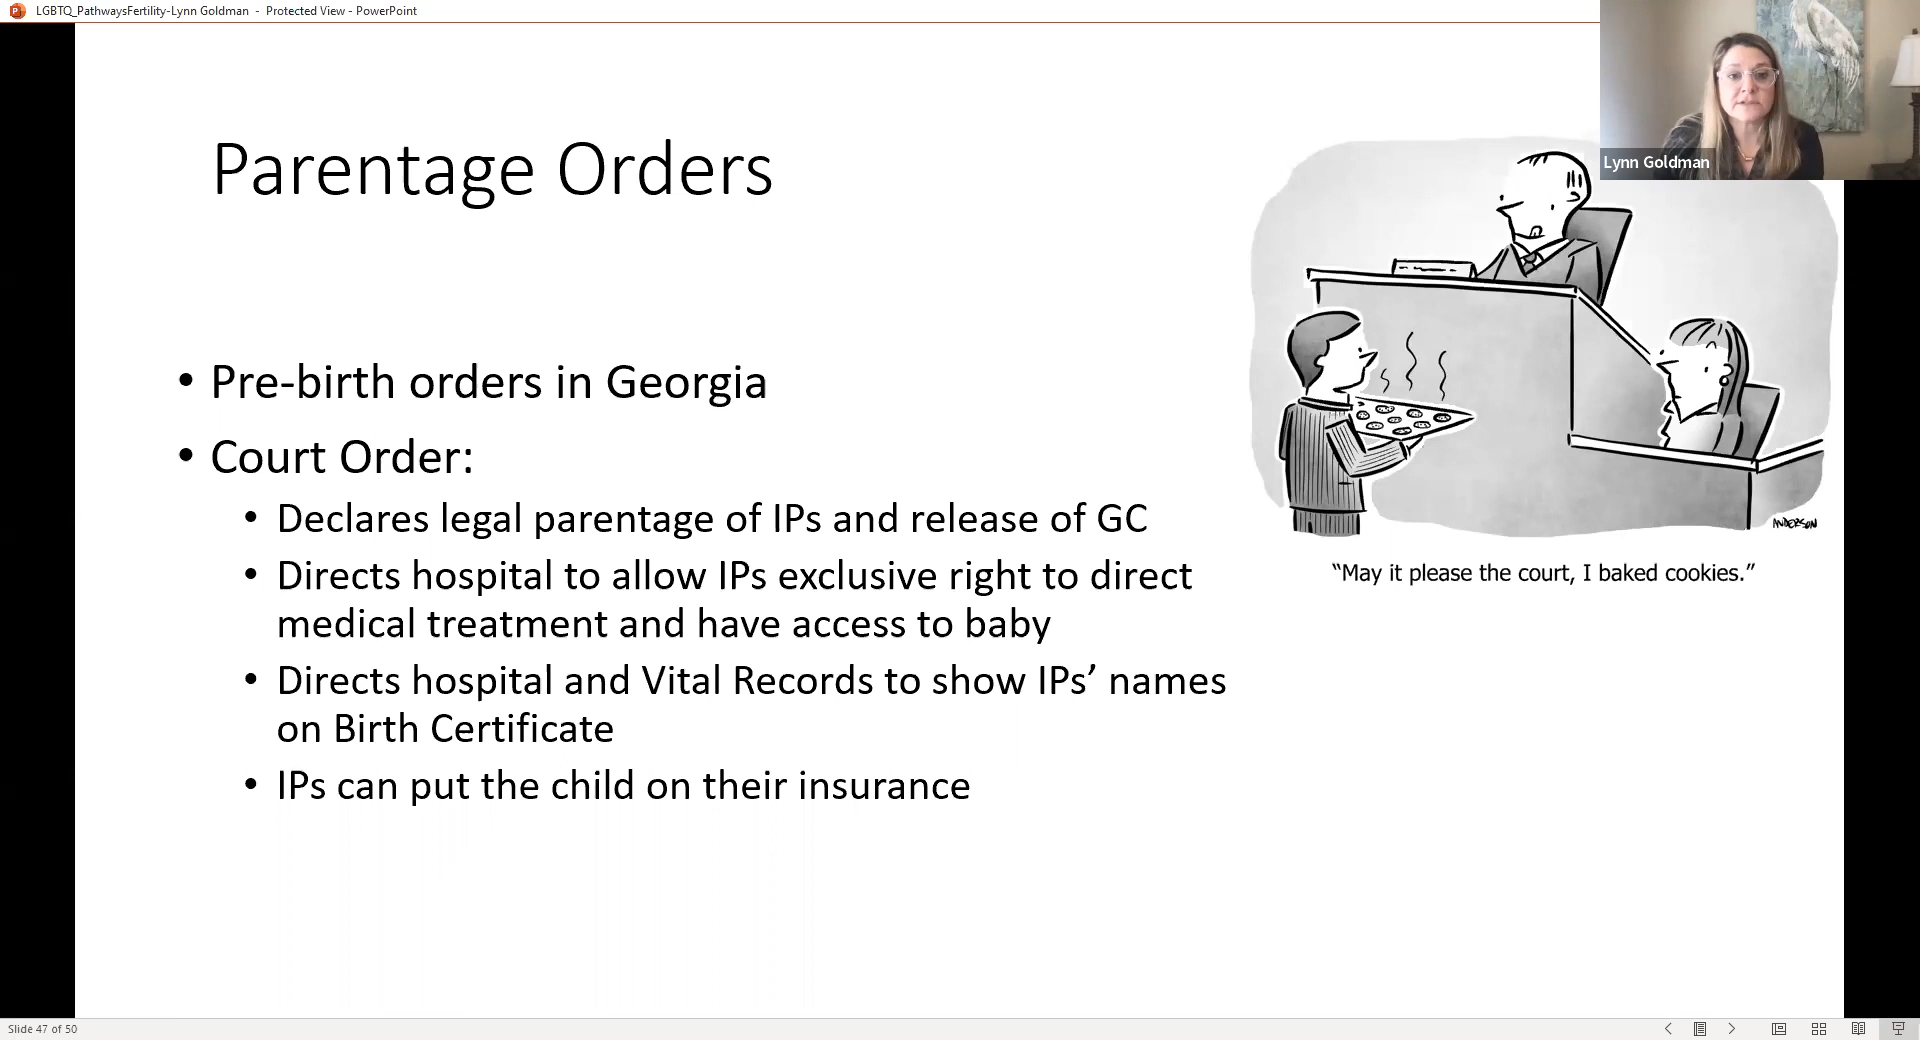 LGBTQ_PathwaysFertility-Lynn Goldman - Protected View - PowerPoint
Lynn Goldman
Parentage Orders
• Pre-birth orders in Georgia
• Court Order:
• Declares legal parentage of IPs and release of GC
• Directs hospital to allow IPs exclusive right to direct
medical treatment and have access to baby
• Directs hospital and Vital Records to show IPs’ names
on Birth Certificate
• IPs can put the child on their insurance
ANDERSON
“May it please the court, I baked cookies.”
Slide 47 of 50